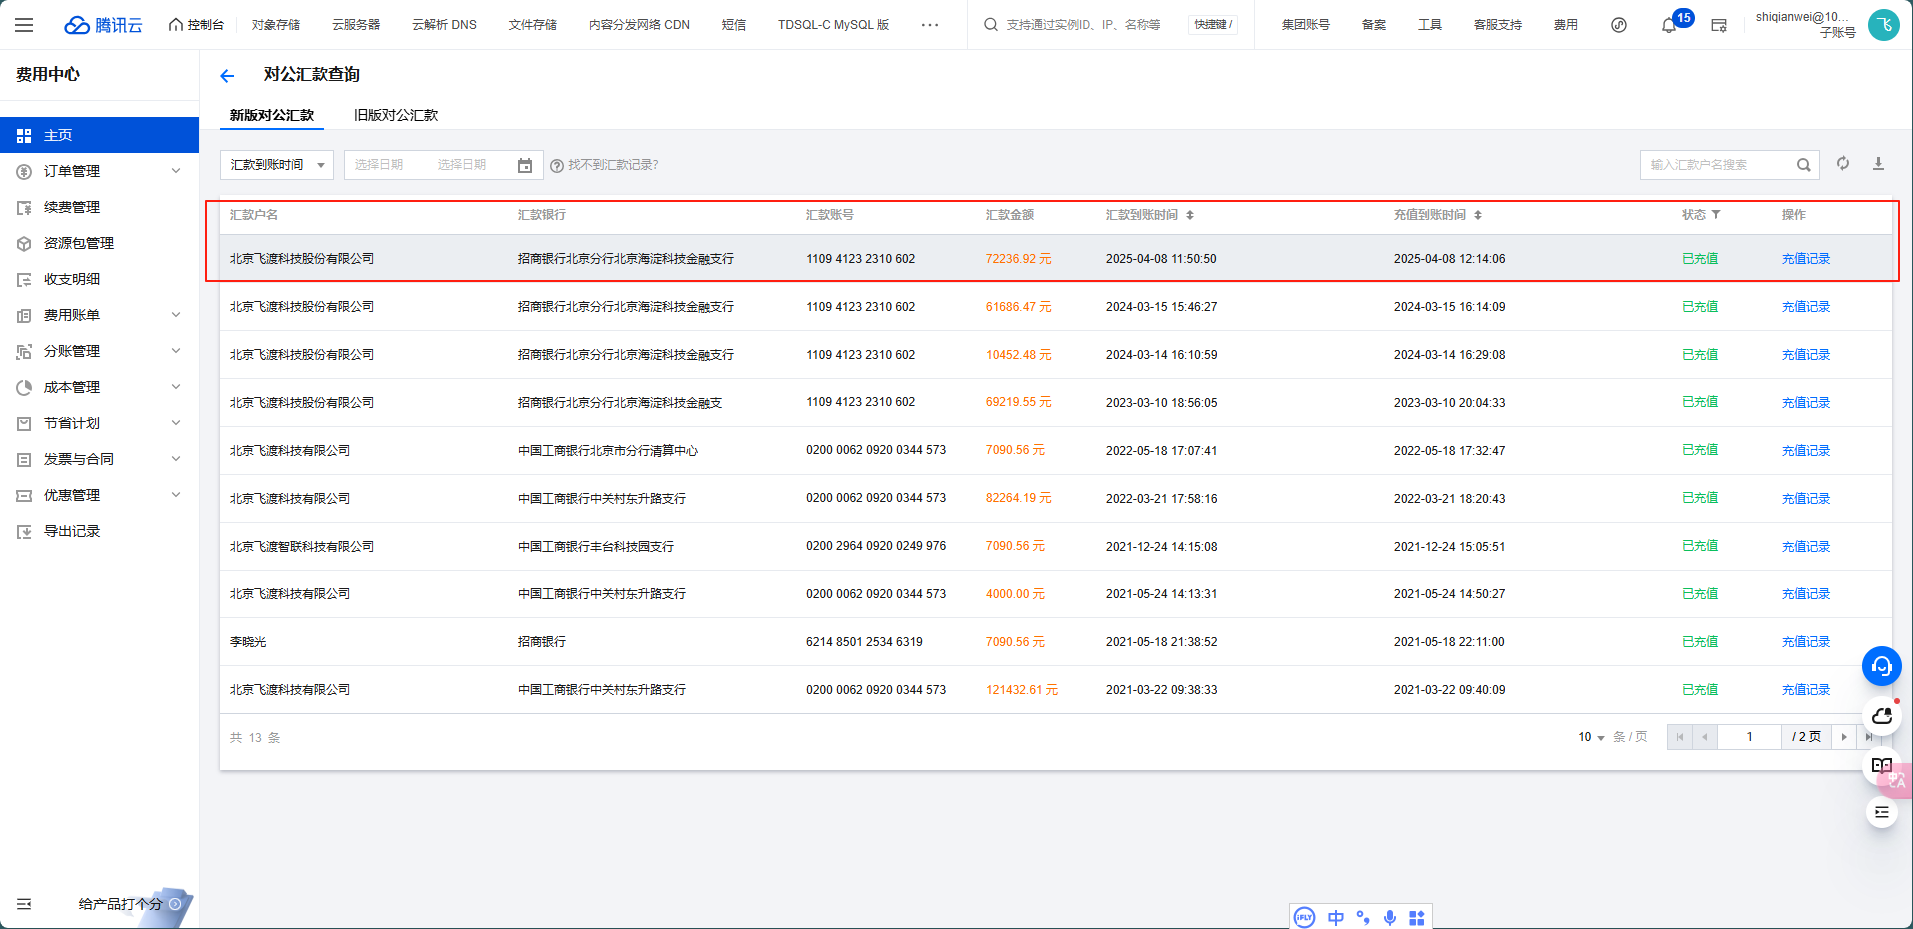 腾讯云 控制台 对象存储 云服务器 云解析 DNS 文件存储 内容分发网络 CDN 短信 TDSQL-C MySQL 版 ··· 支持通过实例ID、IP、名称等 快捷键 / 集团账号 备案 工具 客服支持 费用 15 shiqianwei@10... 飞
子账号
费用中心
对公汇款查询
新版对公汇款 旧版对公汇款
主页
订单管理
续费管理
资源包管理
收支明细
费用账单
分账管理
成本管理
节省计划
发票与合同
优惠管理
导出记录
给产品打个分
汇款到账时间 选择日期 选择日期 找不到汇款记录? 输入汇款户名搜索
汇款户名 汇款银行 汇款账号 汇款金额 汇款到账时间 充值到账时间 状态 操作
北京飞渡科技股份有限公司 招商银行北京分行北京海淀科技金融支行 1109 4123 2310 602 72236.92 元 2025-04-08 11:50:50 2025-04-08 12:14:06 已充值 充值记录
北京飞渡科技股份有限公司 招商银行北京分行北京海淀科技金融支行 1109 4123 2310 602 61686.47 元 2024-03-15 15:46:27 2024-03-15 16:14:09 已充值 充值记录
北京飞渡科技股份有限公司 招商银行北京分行北京海淀科技金融支行 1109 4123 2310 602 10452.48 元 2024-03-14 16:10:59 2024-03-14 16:29:08 已充值 充值记录
北京飞渡科技股份有限公司 招商银行北京分行北京海淀科技金融支 1109 4123 2310 602 69219.55 元 2023-03-10 18:56:05 2023-03-10 20:04:33 已充值 充值记录
北京飞渡科技有限公司 中国工商银行北京市分行清算中心 0200 0062 0920 0344 573 7090.56 元 2022-05-18 17:07:41 2022-05-18 17:32:47 已充值 充值记录
北京飞渡科技有限公司 中国工商银行中关村东升路支行 0200 0062 0920 0344 573 82264.19 元 2022-03-21 17:58:16 2022-03-21 18:20:43 已充值 充值记录
北京飞渡智联科技有限公司 中国工商银行丰台科技园支行 0200 2964 0920 0249 976 7090.56 元 2021-12-24 14:15:08 2021-12-24 15:05:51 已充值 充值记录
北京飞渡科技有限公司 中国工商银行中关村东升路支行 0200 0062 0920 0344 573 4000.00 元 2021-05-24 14:13:31 2021-05-24 14:50:27 已充值 充值记录
李晓光 招商银行 6214 8501 2534 6319 7090.56 元 2021-05-18 21:38:52 2021-05-18 22:11:00 已充值 充值记录
北京飞渡科技有限公司 中国工商银行中关村东升路支行 0200 0062 0920 0344 573 121432.61 元 2021-03-22 09:38:33 2021-03-22 09:40:09 已充值 充值记录
共 13 条 10 条 / 页 1 / 2 页
中A
iFLY 中